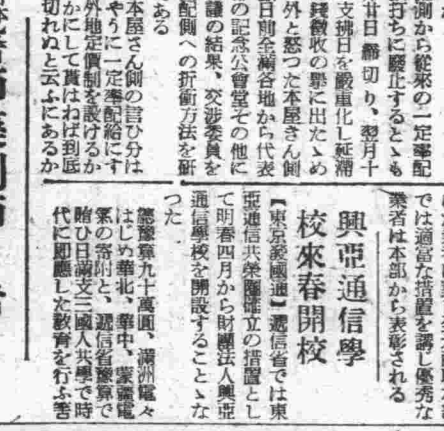 側から從來の一定率配
打ちに廢止するとゝも
廿日締切り、翌月十
支拂日を嚴重化し延滯
錢徴收の擧に出たゝめ
外と怒つた本屋さん側
日前全滿各地から代表
の記念公會堂その他に
議の結果、交渉委員を
配側への折衝方法を硏
ある
本屋さん側の言ひ分は
やうに一定率配給にす
外地定價制を設けるか
かにして貰はねば到底
切れぬと云ふにあるか
では適當な措置を講じ優秀な
業者は本部から表彰される
興亞通信學
校來春開校
【東京發國通】遞信省では東
亞通信共榮圈確立の措置とし
て明春四月から財團法人興亞
通信學校を開設することゝな
つた
總豫算九十萬圓、滿洲電々
はじめ華北、華中、蒙疆電
氣の寄附と、遞信省豫算で
賄ひ日滿支三國人共學で時
代に即應した敎育を行ふ筈